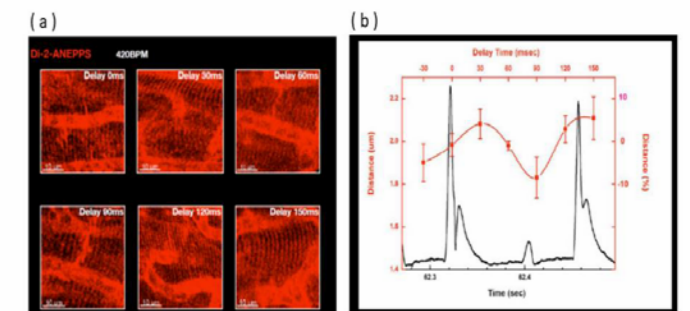 (a)
Di-2-ANEPPS 420BPM
Delay 0ms Delay 30ms Delay 60ms
Delay 90ms Delay 120ms Delay 150ms
(b)
Delay Time (msec)
-30 0 30 60 90 120 150
Distance (um)
2.2
2.0
1.8
1.6
1.4
10
0
-10
Distance (%)
62.3 62.4
Time (sec)